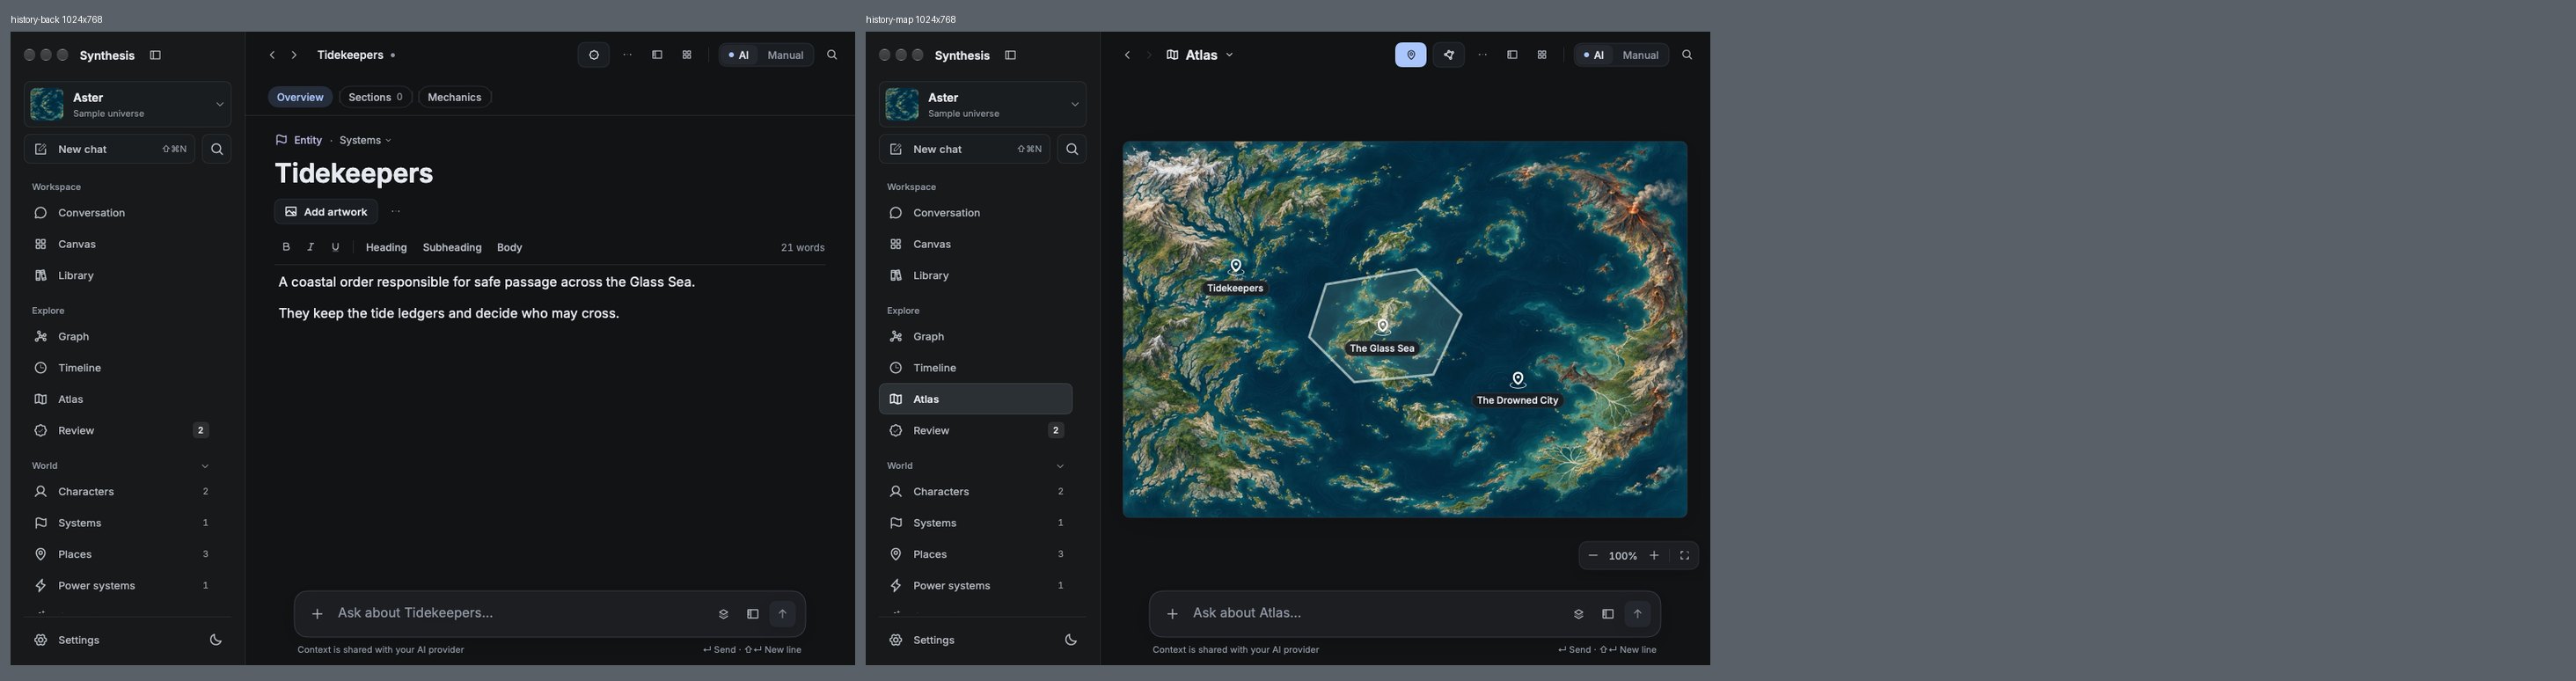 history-back 1024x768
Synthesis
Aster
Sample universe
New chat ⇧⌘N
Workspace
Conversation
Canvas
Library
Explore
Graph
Timeline
Atlas
Review 2
World
Characters 2
Systems 1
Places 3
Power systems 1
Settings
Tidekeepers
AI Manual
Overview Sections 0 Mechanics
Entity · Systems
Tidekeepers
Add artwork
B I U Heading Subheading Body 21 words
A coastal order responsible for safe passage across the Glass Sea.
They keep the tide ledgers and decide who may cross.
Ask about Tidekeepers...
Context is shared with your AI provider ↵ Send · ⇧↵ New line
history-map 1024x768
Synthesis
Aster
Sample universe
New chat ⇧⌘N
Workspace
Conversation
Canvas
Library
Explore
Graph
Timeline
Atlas
Review 2
World
Characters 2
Systems 1
Places 3
Power systems 1
Settings
Atlas
AI Manual
Tidekeepers
The Glass Sea
The Drowned City
100%
Ask about Atlas...
Context is shared with your AI provider ↵ Send · ⇧↵ New line